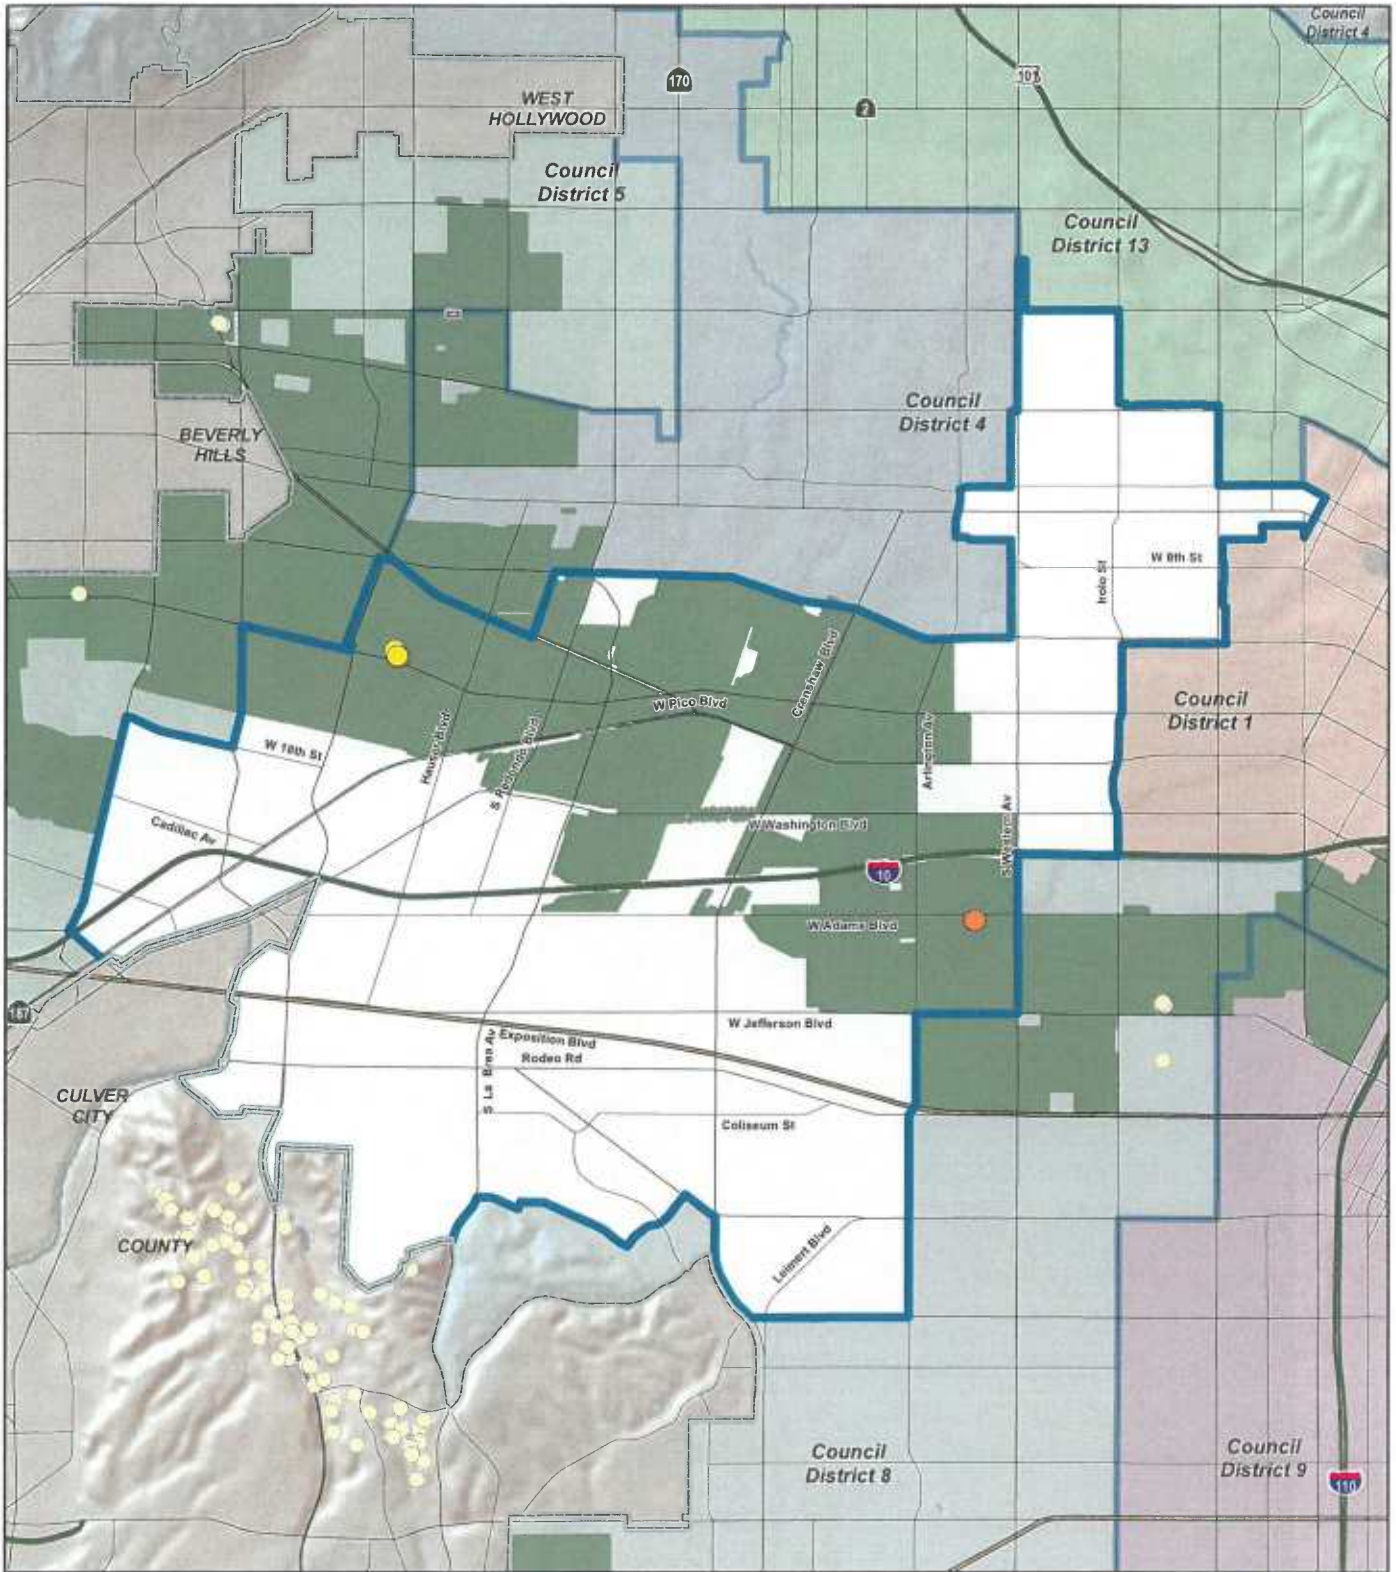 Council
District 4
101
170
2
WEST
HOLLYWOOD
Council
District 5
Council
District 13
Council
District 4
BEVERLY
HILLS
W 8th St
Irolo St
Council
District 1
Crenshaw Blvd
W Pico Blvd
Arlington Av
Hauser Blvd
S Redondo Blvd
W 18th St
Cadillac Av
S Western Av
W Washington Blvd
10
W Adams Blvd
187
W Jefferson Blvd
Exposition Blvd
Rodeo Rd
S La Brea Av
CULVER
CITY
Coliseum St
COUNTY
Leimert Blvd
Council
District 8
Council
District 9
110